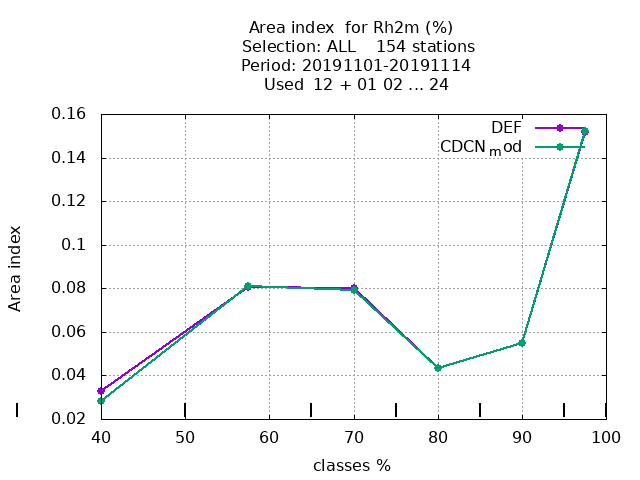 Area index  for Rh2m (%)
Selection: ALL    154 stations
Period: 20191101-20191114
Used  12 + 01 02 ... 24
DEF
CDCN_mod
0.16
0.14
0.12
0.1
0.08
0.06
0.04
0.02
Area index
40 50 60 70 80 90 100
classes %